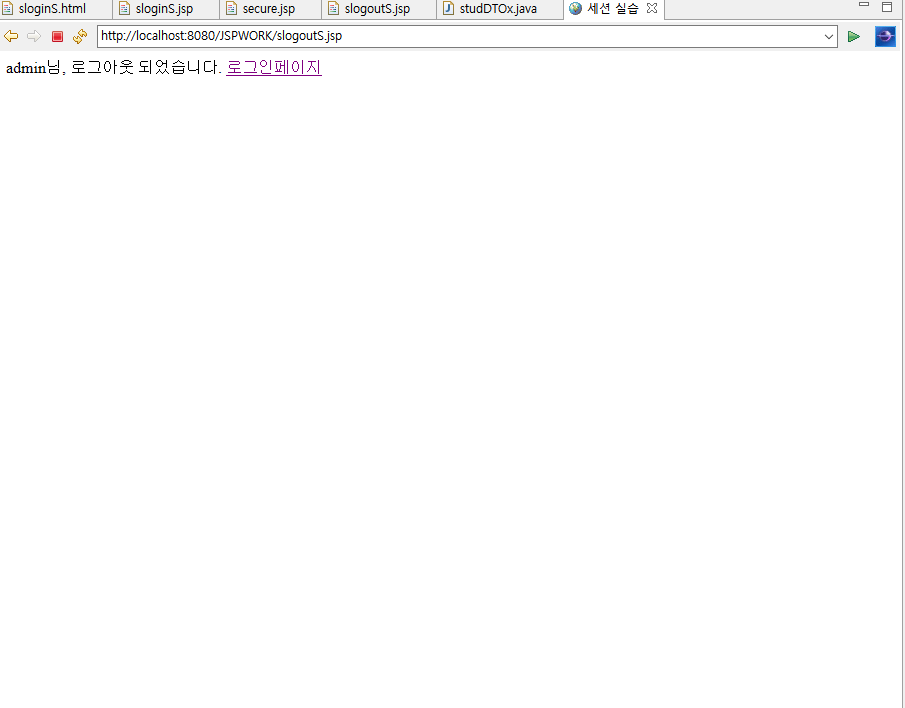 sloginS.html sloginS.jsp secure.jsp slogoutS.jsp studDTOx.java 세션 실습
http://localhost:8080/JSPWORK/slogoutS.jsp
admin님, 로그아웃 되었습니다. 로그인페이지